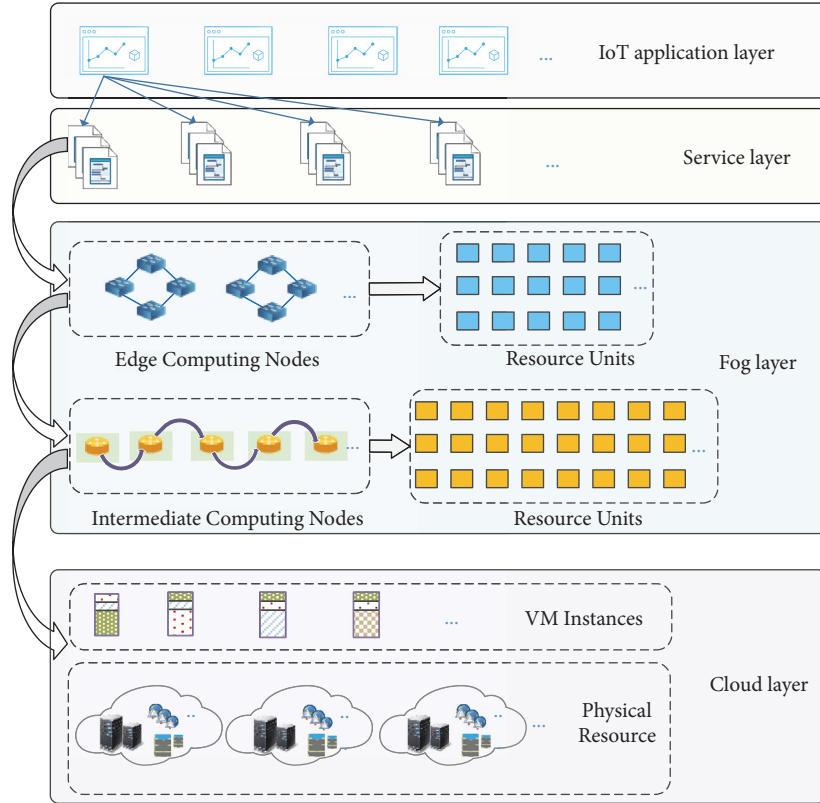 ...
IoT application layer
...
Service layer
...
...
Edge Computing Nodes
Resource Units
Fog layer
...
...
Intermediate Computing Nodes
Resource Units
...
VM Instances
...
Physical
Resource
Cloud layer